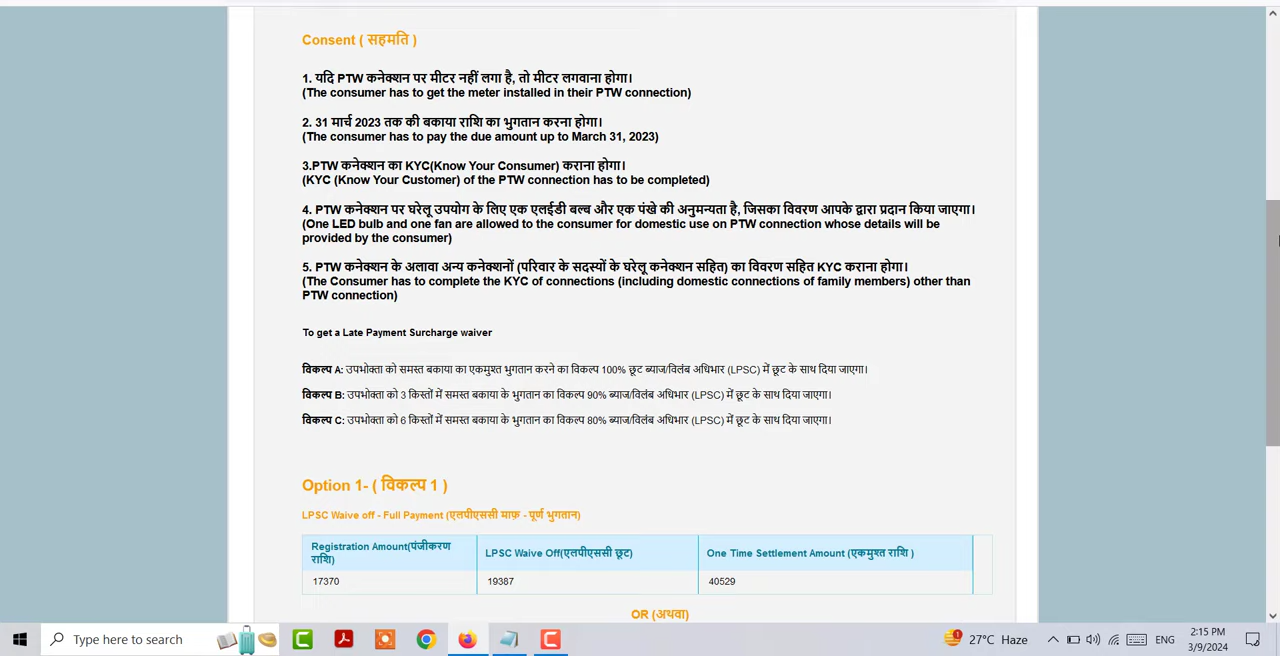 Consent ( सहमति )
1. यदि PTW कनेक्शन पर मीटर नहीं लगा है, तो मीटर लगवाना होगा।
(The consumer has to get the meter installed in their PTW connection)
2. 31 मार्च 2023 तक की बकाया राशि का भुगतान करना होगा।
(The consumer has to pay the due amount up to March 31, 2023)
3.PTW कनेक्शन का KYC(Know Your Consumer) कराना होगा।
(KYC (Know Your Customer) of the PTW connection has to be completed)
4. PTW कनेक्शन पर घरेलू उपयोग के लिए एक एलईडी बल्ब और एक पंखे की अनुमन्यता है, जिसका विवरण आपके द्वारा प्रदान किया जाएगा।
(One LED bulb and one fan are allowed to the consumer for domestic use on PTW connection whose details will be
provided by the consumer)
5. PTW कनेक्शन के अलावा अन्य कनेक्शनों (परिवार के सदस्यों के घरेलू कनेक्शन सहित) का विवरण सहित KYC कराना होगा।
(The Consumer has to complete the KYC of connections (including domestic connections of family members) other than
PTW connection)
To get a Late Payment Surcharge waiver
विकल्प A: उपभोक्ता को समस्त बकाया का एकमुश्त भुगतान करने का विकल्प 100% छूट ब्याज/विलंब अधिभार (LPSC) में छूट के साथ दिया जाएगा।
विकल्प B: उपभोक्ता को 3 किस्तों में समस्त बकाया के भुगतान का विकल्प 90% ब्याज/विलंब अधिभार (LPSC) में छूट के साथ दिया जाएगा।
विकल्प C: उपभोक्ता को 6 किस्तों में समस्त बकाया के भुगतान का विकल्प 80% ब्याज/विलंब अधिभार (LPSC) में छूट के साथ दिया जाएगा।
Option 1- ( विकल्प 1 )
LPSC Waive off - Full Payment (एलपीएससी माफ़ - पूर्ण भुगतान)
Registration Amount(पंजीकरण
राशि)
LPSC Waive Off(एलपीएससी छूट)
One Time Settlement Amount (एकमुश्त राशि )
17370
19387
40529
OR (अथवा)
Type here to search
1
27°C Haze
ENG
2:15 PM
3/9/2024